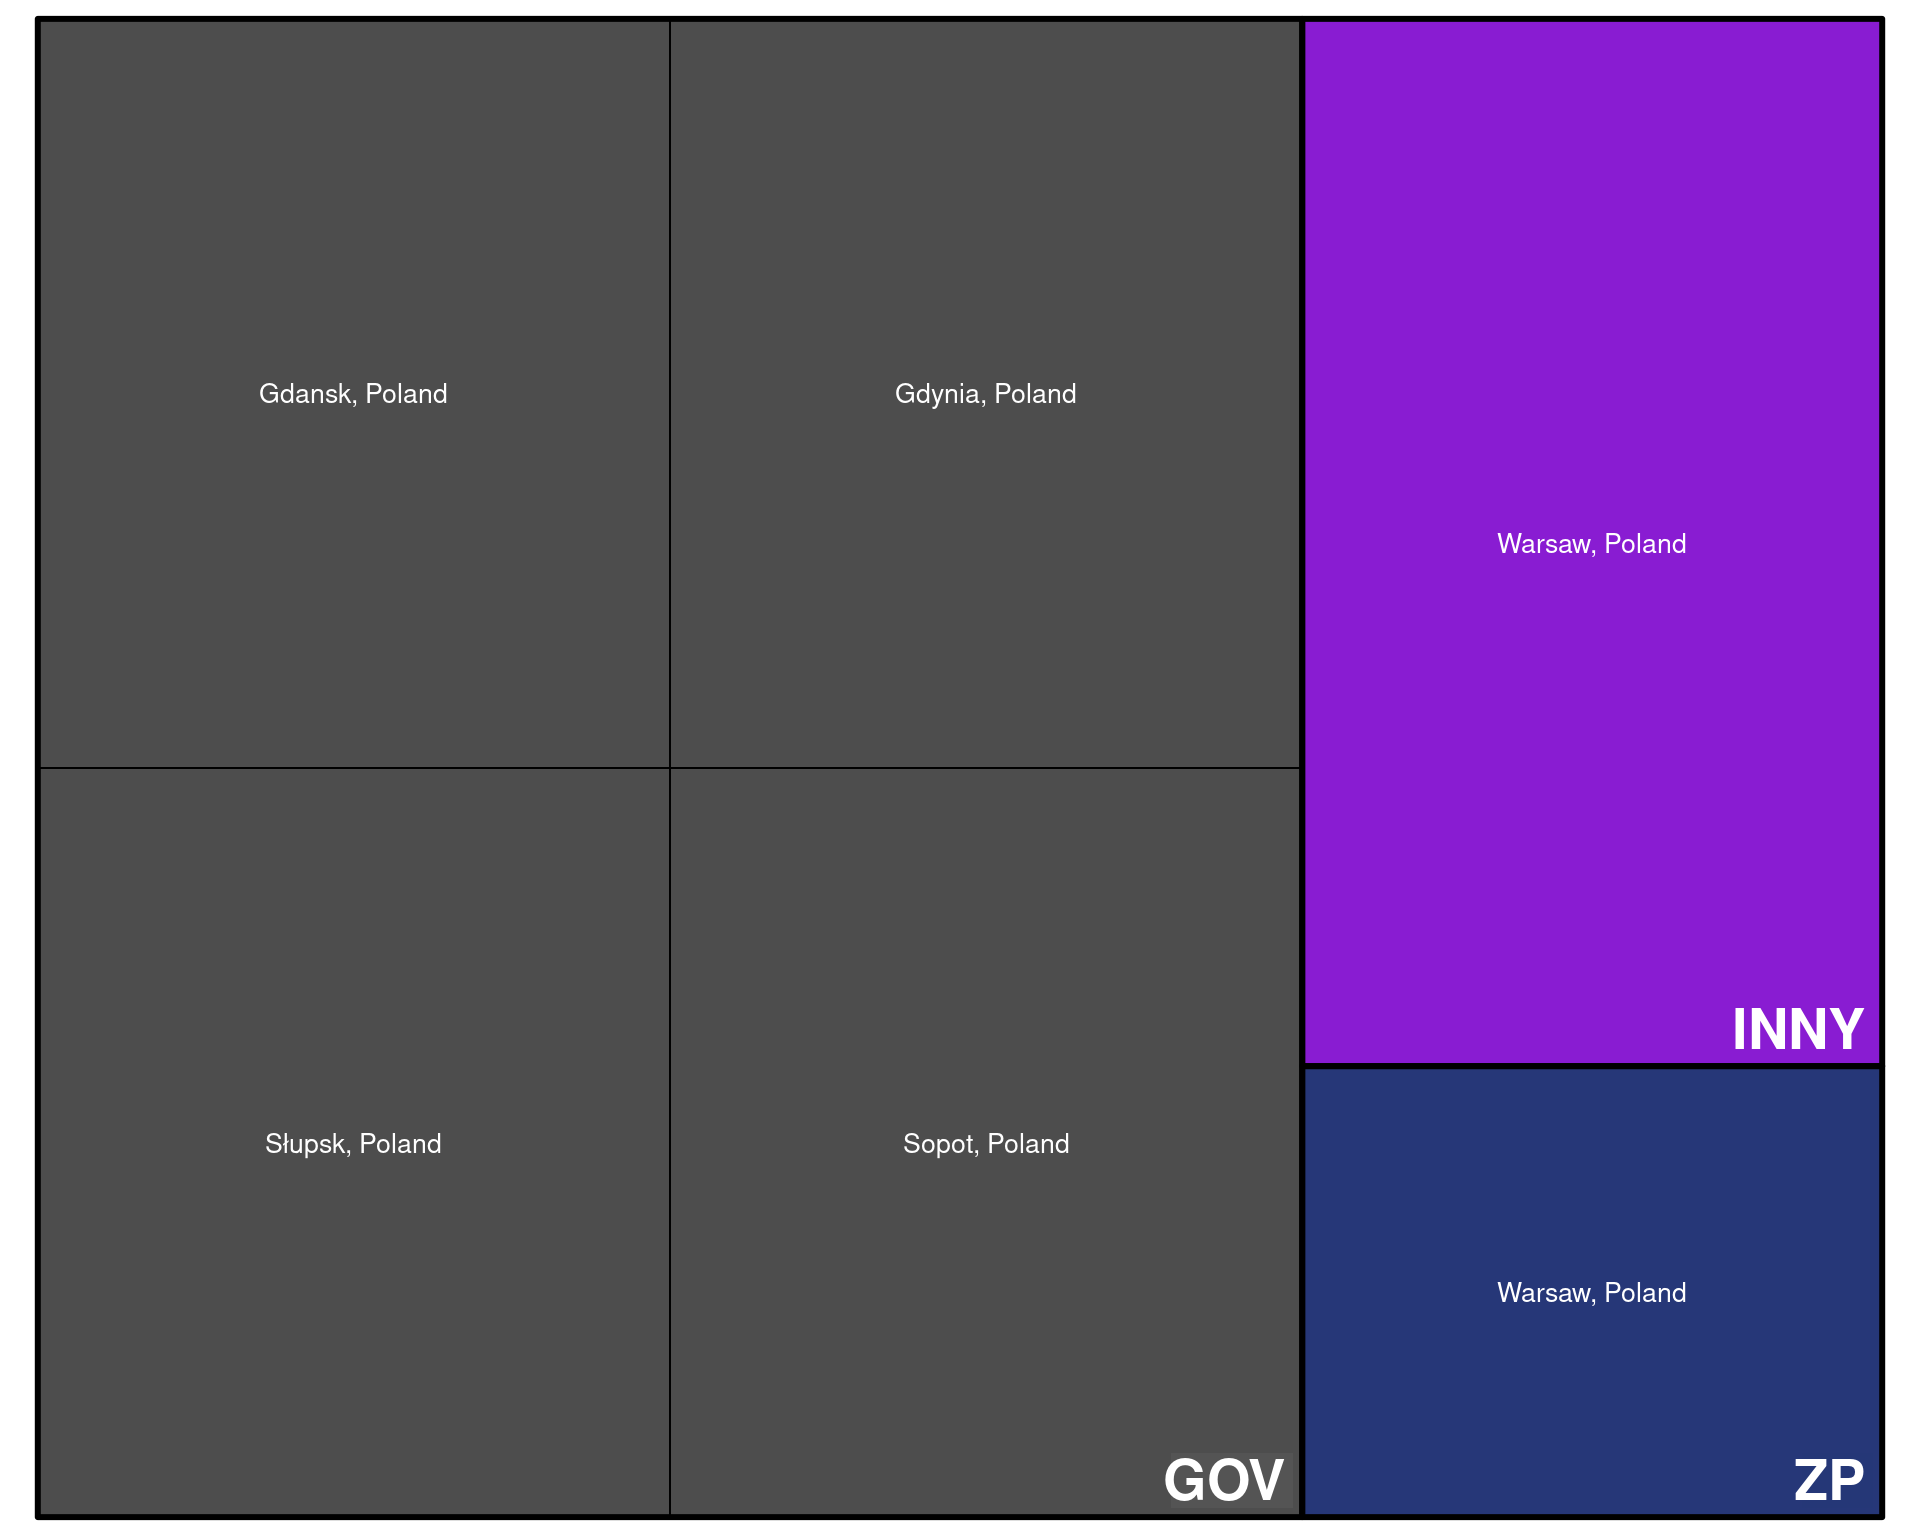 Gdansk, Poland
Gdynia, Poland
Warsaw, Poland
INNY
Słupsk, Poland
Sopot, Poland
Warsaw, Poland
GOV
ZP